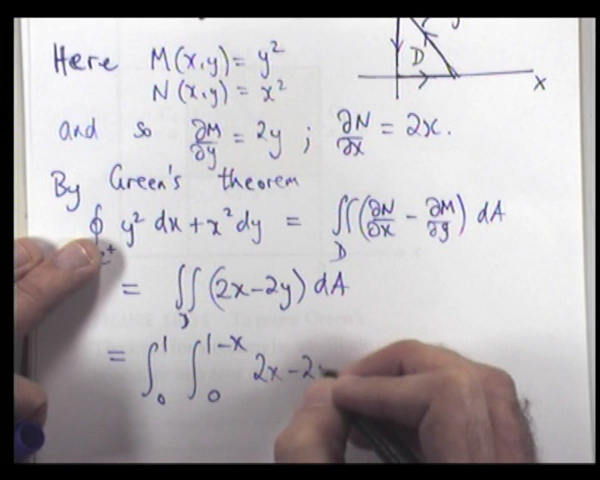 Here M(x,y) = y²
N(x,y) = x²
D
x
and so ∂M/∂y = 2y ; ∂N/∂x = 2x.
By Green's theorem
∮ y² dx + x² dy = ∬ (∂N/∂x − ∂M/∂y) dA
D
= ∬ (2x−2y) dA
D
= ∫₀¹ ∫₀^{1−x} 2x − 2